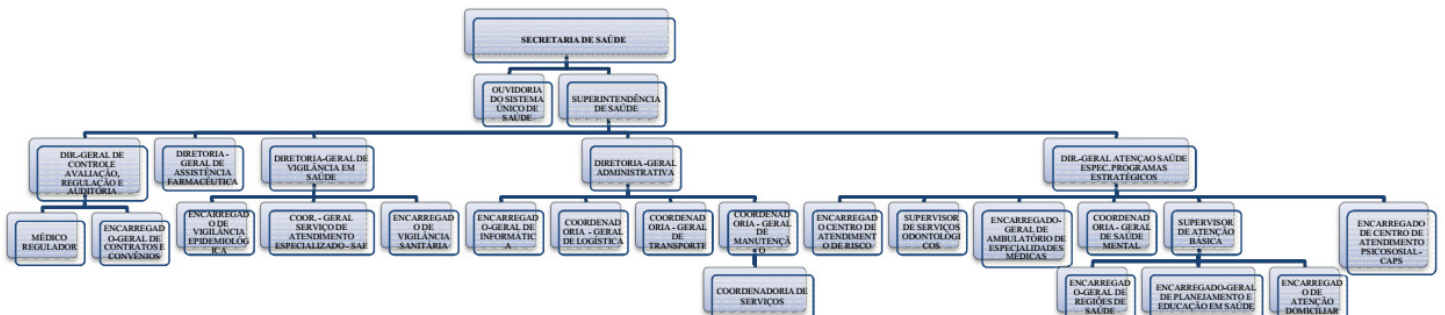 SECRETARIA DE SAÚDE
OUVIDORIA
DO SISTEMA
ÚNICO DE
SAÚDE
SUPERINTENDÊNCIA
DE SAÚDE
DIR.-GERAL DE
CONTROLE
AVALIAÇÃO,
REGULAÇÃO E
AUDITÓRIA
DIRETORIA -
GERAL DE
ASSISTÊNCIA
FARMACÊUTICA
DIRETORIA-GERAL DE
VIGILÂNCIA EM
SAÚDE
DIRETORIA -GERAL
ADMINISTRATIVA
DIR.-GERAL ATENÇAO SAÚDE
ESPEC. PROGRAMAS
ESTRATÉGICOS
MÉDICO
REGULADOR
ENCARREGAD
O-GERAL DE
CONTRATOS E
CONVÊNIOS
ENCARREGAD
O DE
VIGILÂNCIA
EPIDEMIOLÓG
ICA
COOR. - GERAL
SERVIÇO DE
ATENDIMENTO
ESPECIALIZADO - SAE
ENCARREGAD
O DE
VIGILÂNCIA
SANITÁRIA
ENCARREGAD
O-GERAL DE
INFORMÁTIC
A
COORDENAD
ORIA - GERAL
DE LOGÍSTICA
COORDENAD
ORIA - GERAL
DE
TRANSPORTE
COORDENAD
ORIA - GERAL
DE
MANUTENÇÃ
O
ENCARREGAD
O CENTRO DE
ATENDIMENT
O DE RISCO
SUPERVISOR
DE SERVIÇOS
ODONTOLÓGI
COS
ENCARREGADO-
GERAL DE
AMBULATÓRIO DE
ESPECIALIDADES
MÉDICAS
COORDENAD
ORIA - GERAL
DE SAÚDE
MENTAL
SUPERVISOR
DE ATENÇÃO
BÁSICA
ENCARREGADO
DE CENTRO DE
ATENDIMENTO
PSICOSOSIAL-
CAPS
COORDENADORIA DE
SERVIÇOS
ENCARREGAD
O-GERAL DE
REGIÕES DE
SAÚDE
ENCARREGADO-GERAL
DE PLANEJAMENTO E
EDUCAÇÃO EM SAÚDE
ENCARREGAD
O DE
ATENÇÃO
DOMICILIAR